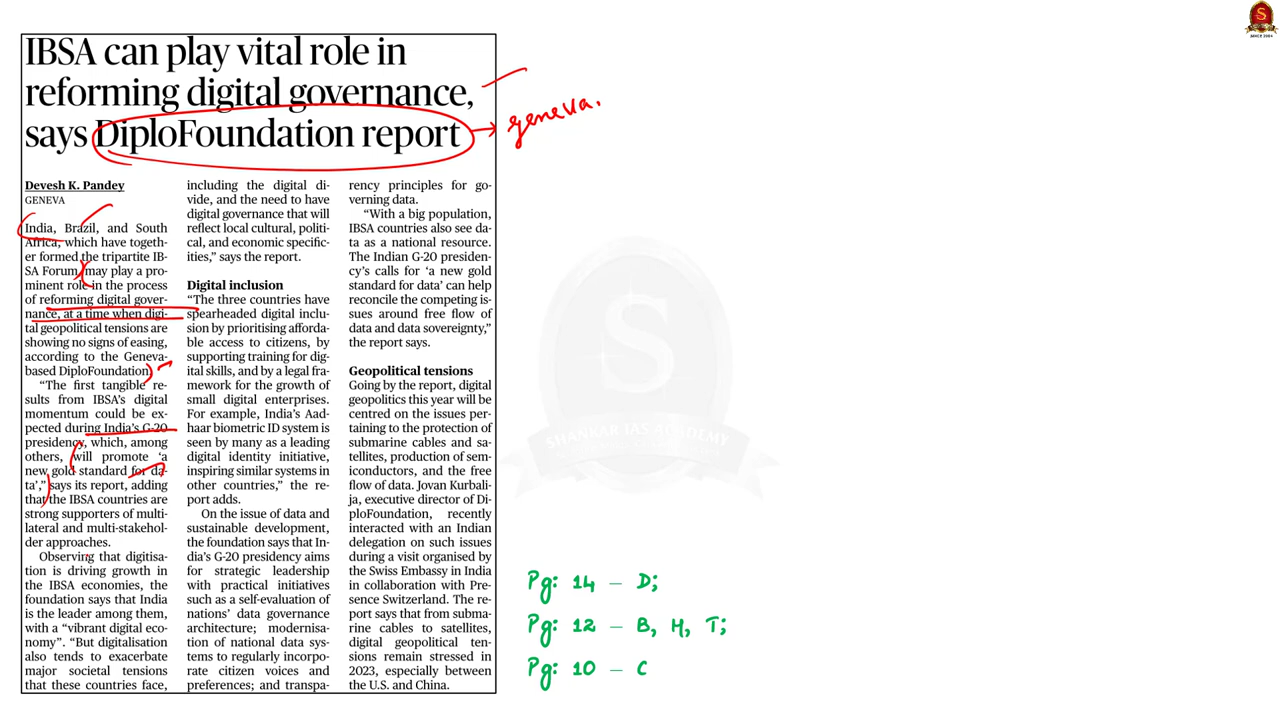 IBSA can play vital role in
reforming digital governance,
says DiploFoundation report
geneva.
Devesh K. Pandey
GENEVA
India, Brazil, and South
Africa, which have togeth-
er formed the tripartite IB-
SA Forum, may play a pro-
minent role in the process
of reforming digital gover-
nance, at a time when digi-
tal geopolitical tensions are
showing no signs of easing,
according to the Geneva-
based DiploFoundation.
"The first tangible re-
sults from IBSA's digital
momentum could be ex-
pected during India's G-20
presidency, which, among
others, will promote 'a
new gold standard for da-
ta'," says its report, adding
that the IBSA countries are
strong supporters of multi-
lateral and multi-stakehol-
der approaches.
Observing that digitisa-
tion is driving growth in
the IBSA economies, the
foundation says that India
is the leader among them,
with a "vibrant digital eco-
nomy". "But digitalisation
also tends to exacerbate
major societal tensions
that these countries face,
including the digital di-
vide, and the need to have
digital governance that will
reflect local cultural, politi-
cal, and economic specific-
ities," says the report.
Digital inclusion
"The three countries have
spearheaded digital inclu-
sion by prioritising afforda-
ble access to citizens, by
supporting training for dig-
ital skills, and by a legal fra-
mework for the growth of
small digital enterprises.
For example, India's Aad-
haar biometric ID system is
seen by many as a leading
digital identity initiative,
inspiring similar systems in
other countries," the re-
port adds.
On the issue of data and
sustainable development,
the foundation says that In-
dia's G-20 presidency aims
for strategic leadership
with practical initiatives
such as a self-evaluation of
nations' data governance
architecture; modernisa-
tion of national data sys-
tems to regularly incorpo-
rate citizen voices and
preferences; and transpa-
rency principles for go-
verning data.
"With a big population,
IBSA countries also see da-
ta as a national resource.
The Indian G-20 presiden-
cy's calls for 'a new gold
standard for data' can help
reconcile the competing is-
sues around free flow of
data and data sovereignty,"
the report says.
Geopolitical tensions
Going by the report, digital
geopolitics this year will be
centred on the issues per-
taining to the protection of
submarine cables and sa-
tellites, production of sem-
iconductors, and the free
flow of data. Jovan Kurbali-
ja, executive director of Di-
ploFoundation, recently
interacted with an Indian
delegation on such issues
during a visit organised by
the Swiss Embassy in India
in collaboration with Pre-
sence Switzerland. The re-
port says that from subma-
rine cables to satellites,
digital geopolitical ten-
sions remain stressed in
2023, especially between
the U.S. and China.
SHANKAR IAS ACADEMY
Pg: 14 – D;
Pg: 12 – B, H, T;
Pg: 10 – C
S
SINCE 2004